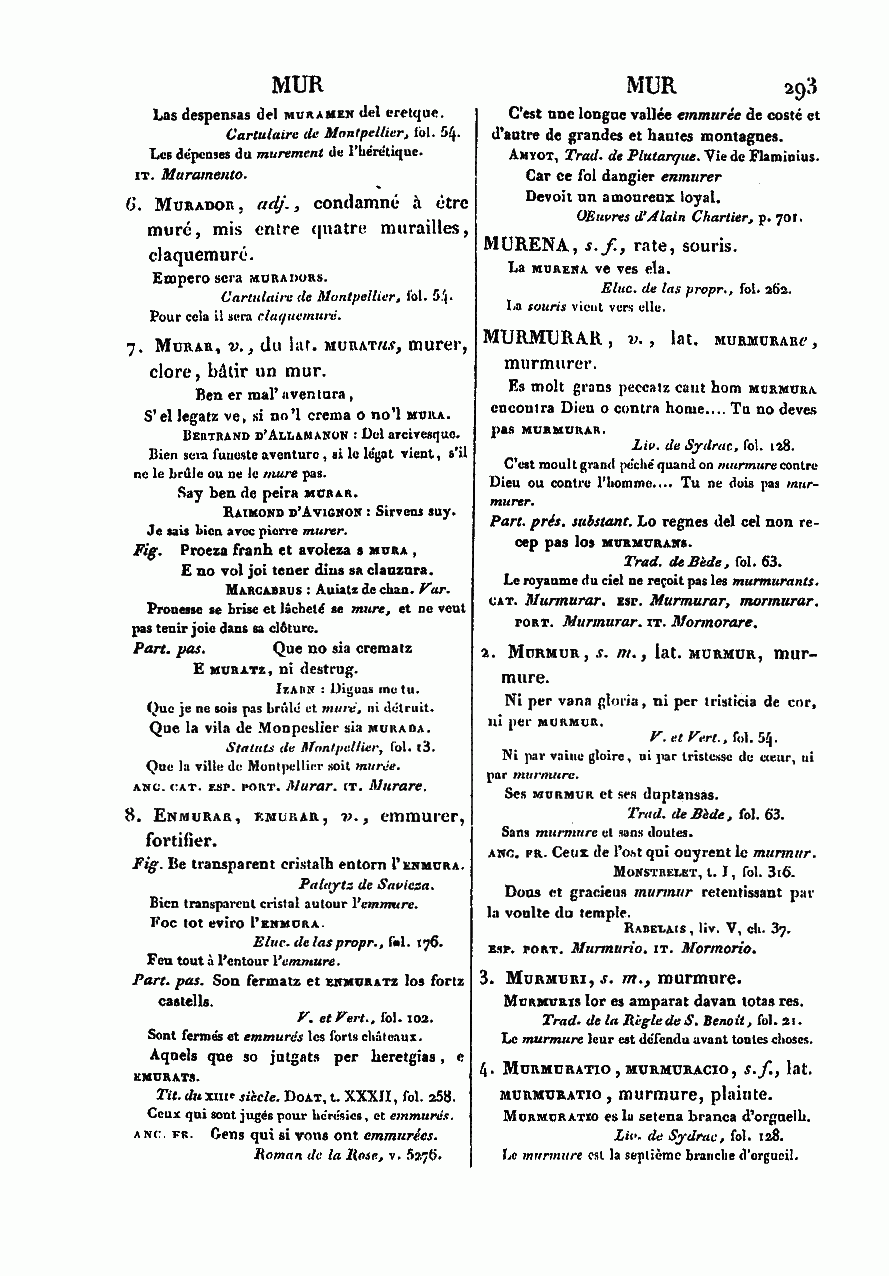 MUR
MUR 293
Las despensas del MURAMEN del eretque.
Cartulaire de Montpellier, fol. 54.
Les dépenses du murement de l'hérétique.
IT. Muramento.
6. MURADOR, adj., condamné à être
muré, mis entre quatre murailles,
claquemuré.
Empero sera MURADORS.
Cartulaire de Montpellier, fol. 54.
Pour cela il sera claquemuré.
7. MURAR, v., du lat. MURATus, murer,
clore, bâtir un mur.
Ben er mal' aventura,
S'el legatz ve, si no'l crema o no'l MURA.
BERTRAND D'ALLAMANON : Del arcivesque.
Bien sera funeste aventure, si le légat vient, s'il
ne le brûle ou ne le mure pas.
Say ben de peira MURAR.
RAIMOND D'AVIGNON : Sirvens suy.
Je sais bien avec pierre murer.
Fig. Proeza franh et avoleza s MURA,
E no vol joi tener dins sa clauzura.
MARCABRUS : Auiatz de chan. Var.
Prouesse se brise et lâcheté se mure, et ne veut
pas tenir joie dans sa clôture.
Part. pas. Que no sia crematz
E MURATZ, ni destrug.
IZARN : Diguas me tu.
Que je ne sois pas brûlé et muré, ni détruit.
Que la vila de Monpeslier sia MURADA.
Statuts de Montpellier, fol. 13.
Que la ville de Montpellier soit murée.
ANC. CAT. ESP. PORT. Murar. IT. Murare.
8. ENMURAR, EMURAR, v., emmurer,
fortifier.
Fig. Be transparent cristalh entorn l'ENMURA.
Palaytz de Savieza.
Bien transparent cristal autour l'emmure.
Foc tot eviro l'ENMURA.
Eluc. de las propr., fol. 176.
Feu tout à l'entour l'emmure.
Part. pas. Son fermatz et ENMURATZ los fortz
castells.
V. et Vert., fol. 102.
Sont fermés et emmurés les forts châteaux.
Aquels que so jutgats per heretgias, e
EMURATS.
Tit. du XIIIe siècle. DOAT, t. XXXII, fol. 258.
Ceux qui sont jugés pour hérésies, et emmurés.
ANC. FR. Gens qui si vous ont emmurées.
Roman de la Rose, v. 5276.
C'est une longue vallée emmurée de costé et
d'autre de grandes et hautes montagnes.
AMYOT, Trad. de Plutarque. Vie de Flaminius.
Car ce fol dangier enmurer
Devoit un amoureux loyal.
Œuvres d'Alain Chartier, p. 701.
MURENA, s. f., rate, souris.
La MURENA ve ves ela.
Eluc. de las propr., fol. 262.
La souris vient vers elle.
MURMURAR, v., lat. MURMURARe,
murmurer.
Es molt grans peccatz cant hom MURMURA
encontra Dieu o contra home.... Tu no deves
pas MURMURAR.
Liv. de Sydrac, fol. 128.
C'est moult grand péché quand on murmure contre
Dieu ou contre l'homme.... Tu ne dois pas mur-
murer.
Part. prés. substant. Lo regnes del cel non re-
cep pas los MURMURANS.
Trad. de Bède, fol. 63.
Le royaume du ciel ne reçoit pas les murmurants.
CAT. Murmurar. ESP. Murmurar, mormurar.
PORT. Murmurar. IT. Mormorare.
2. MURMUR, s. m., lat. MURMUR, mur-
mure.
Ni per vana gloria, ni per tristicia de cor,
ni per MURMUR.
V. et Vert., fol. 54.
Ni par vaine gloire, ni par tristesse de cœur, ni
par murmure.
Ses MURMUR et ses duptansas.
Trad. de Bède, fol. 63.
Sans murmure et sans doutes.
ANC. FR. Ceux de l'ost qui ouyrent le murmur.
MONSTRELET, t. I, fol. 316.
Dous et gracieus murmur retentissant par
la voulte du temple.
RABELAIS, liv. V, ch. 37.
ESP. PORT. Murmurio. IT. Mormorio.
3. MURMURI, s. m., murmure.
MURMURIS lor es amparat davan totas res.
Trad. de la Règle de S. Benoît, fol. 21.
Le murmure leur est défendu avant toutes choses.
4. MURMURATIO, MURMURACIO, s. f., lat.
MURMURATIO, murmure, plainte.
MURMURATIO es la setena branca d'orguelh.
Liv. de Sydrac, fol. 128.
Le murmure est la septième branche d'orgueil.